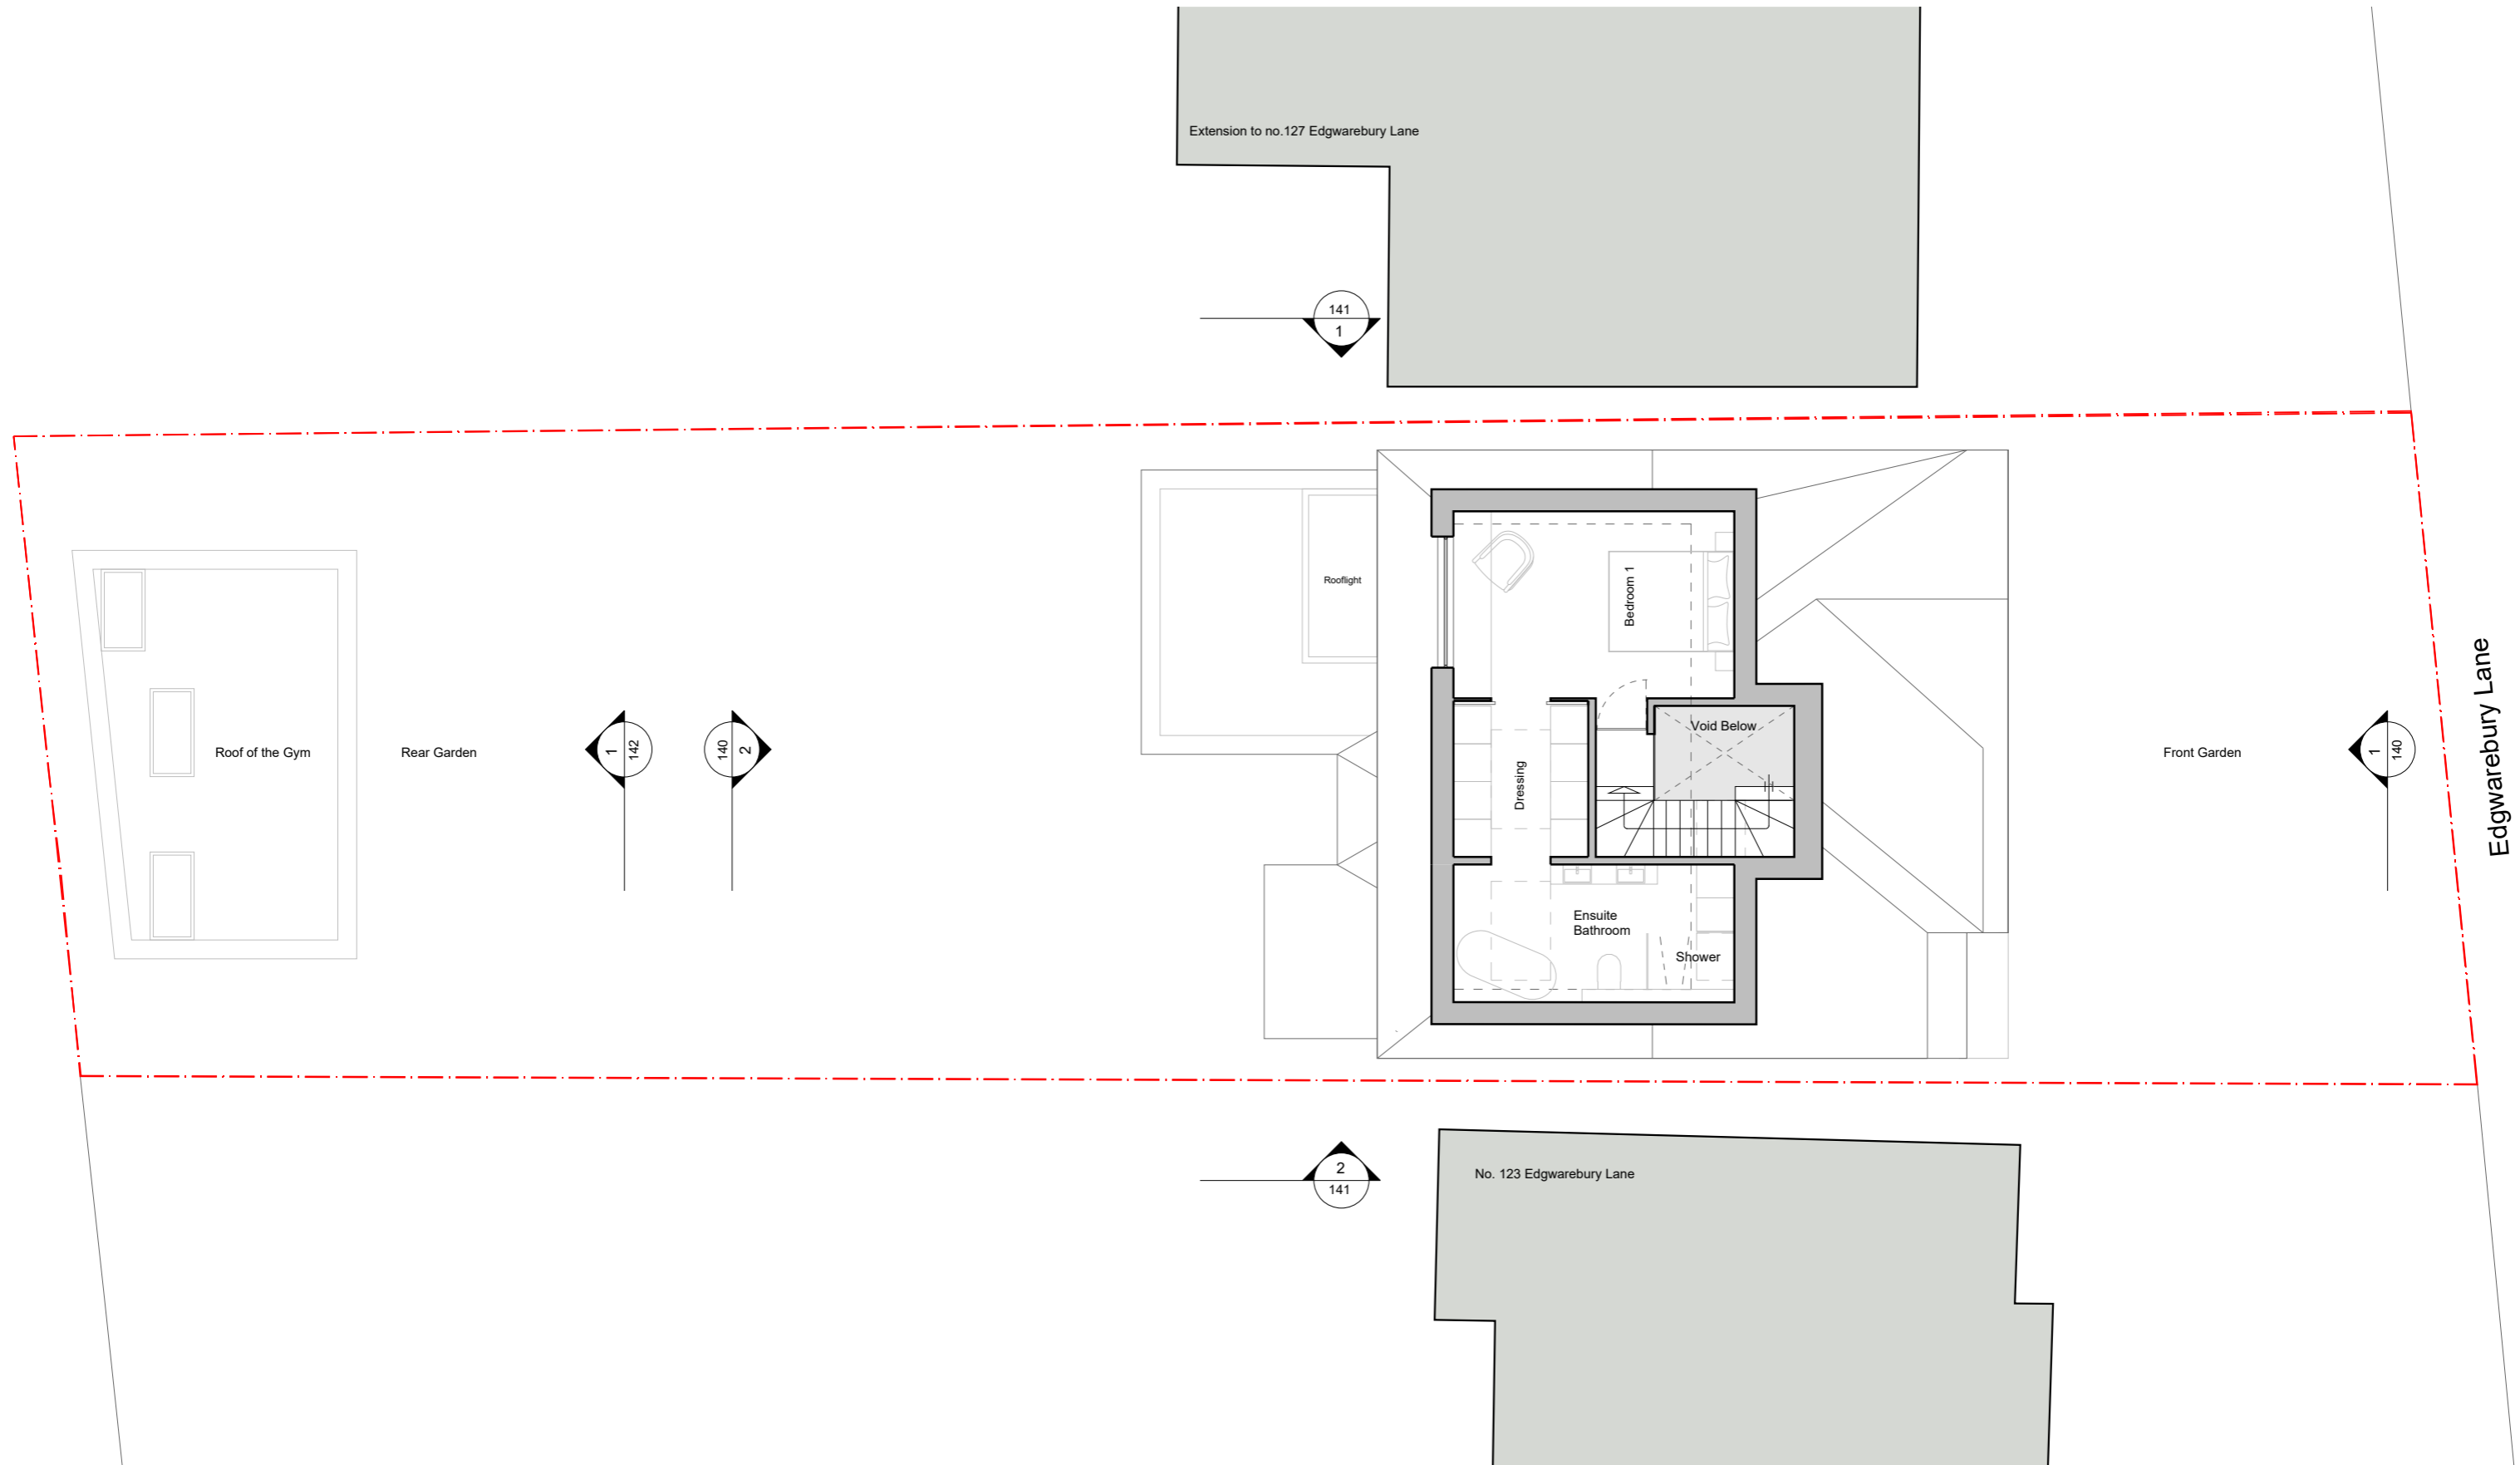 Extension to no.127 Edgwarebury Lane
141
1
Rooflight
Bedroom 1
Void Below
Roof of the Gym
Rear Garden
1
142
140
2
Dressing
Front Garden
1
140
Edgwarebury Lane
Ensuite
Bathroom
Shower
2
141
No. 123 Edgwarebury Lane